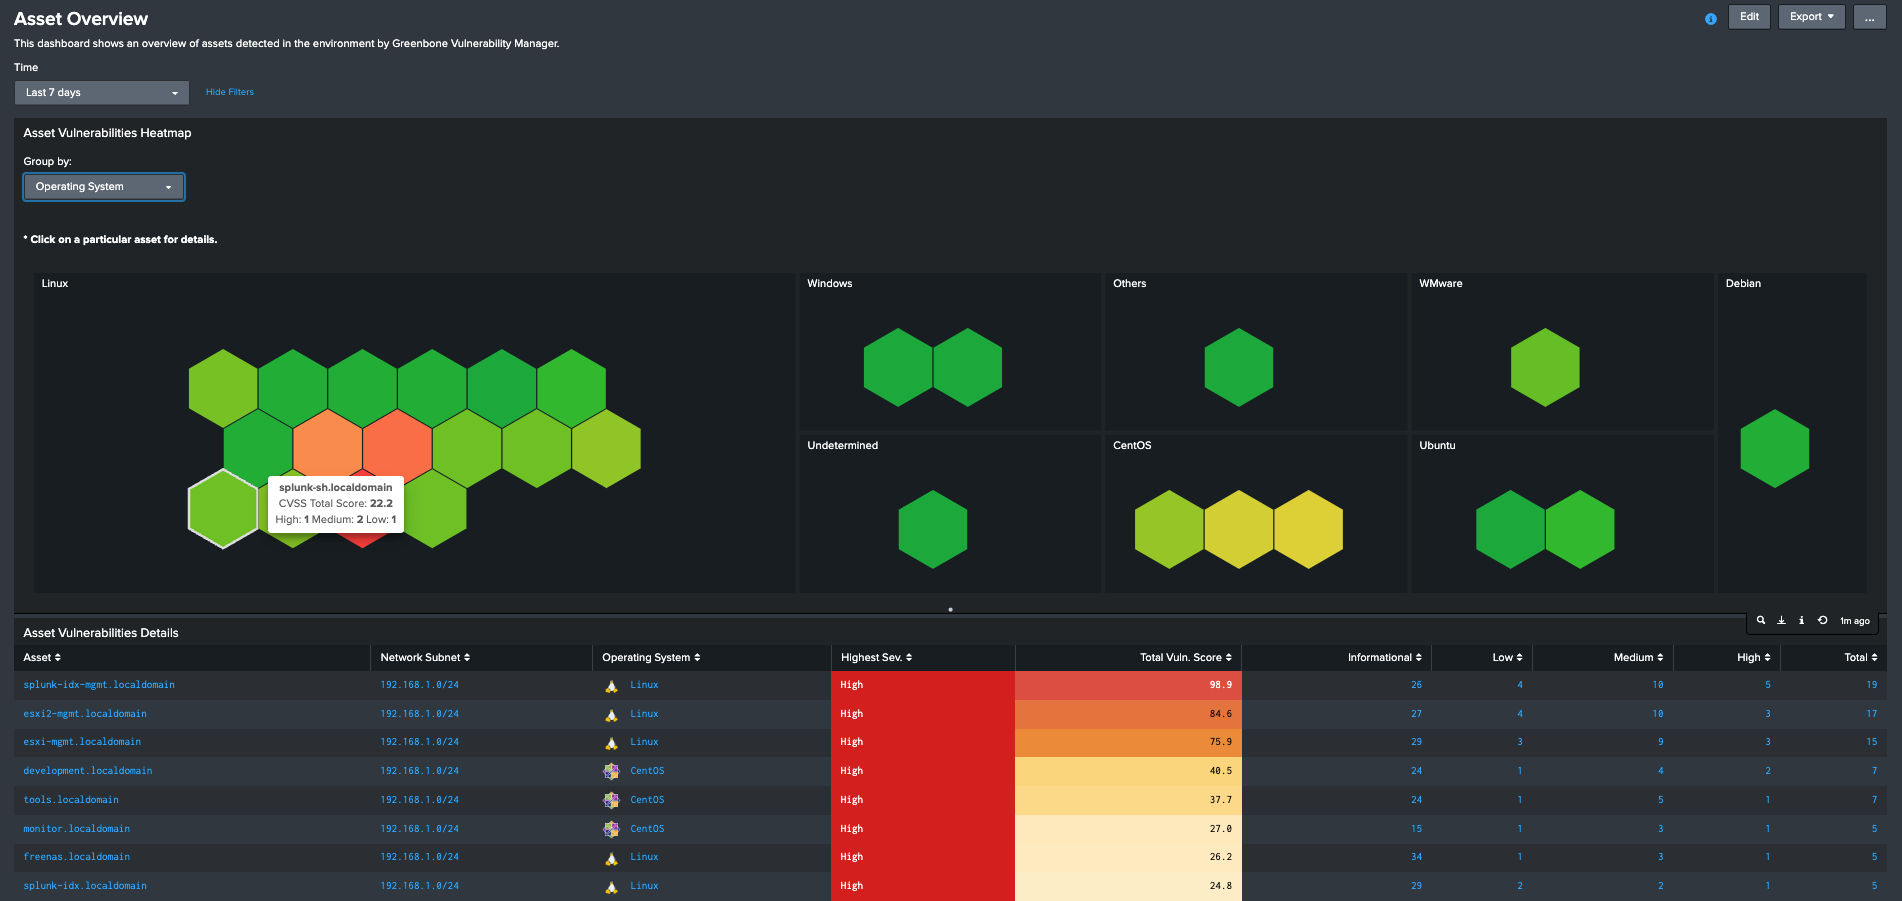 Asset Overview
Edit
Export
...
This dashboard shows an overview of assets detected in the environment by Greenbone Vulnerability Manager.
Time
Last 7 days
Hide Filters
Asset Vulnerabilities Heatmap
Group by:
Operating System
* Click on a particular asset for details.
Linux
Windows
Others
WMware
Debian
Undetermined
CentOS
Ubuntu
splunk-sh.localdomain
CVSS Total Score: 22.2
High: 1 Medium: 2 Low: 1
Asset Vulnerabilities Details
1m ago
Asset Network Subnet Operating System Highest Sev. Total Vuln. Score Informational Low Medium High Total
splunk-idx-mgmt.localdomain 192.168.1.0/24 Linux High 98.9 26 4 10 5 19
esxi2-mgmt.localdomain 192.168.1.0/24 Linux High 84.6 27 4 10 3 17
esxi-mgmt.localdomain 192.168.1.0/24 Linux High 75.9 29 3 9 3 15
development.localdomain 192.168.1.0/24 CentOS High 40.5 24 1 4 2 7
tools.localdomain 192.168.1.0/24 CentOS High 37.7 24 1 5 1 7
monitor.localdomain 192.168.1.0/24 CentOS High 27.0 15 1 3 1 5
freenas.localdomain 192.168.1.0/24 Linux High 26.2 34 1 3 1 5
splunk-idx.localdomain 192.168.1.0/24 Linux High 24.8 29 2 2 1 5